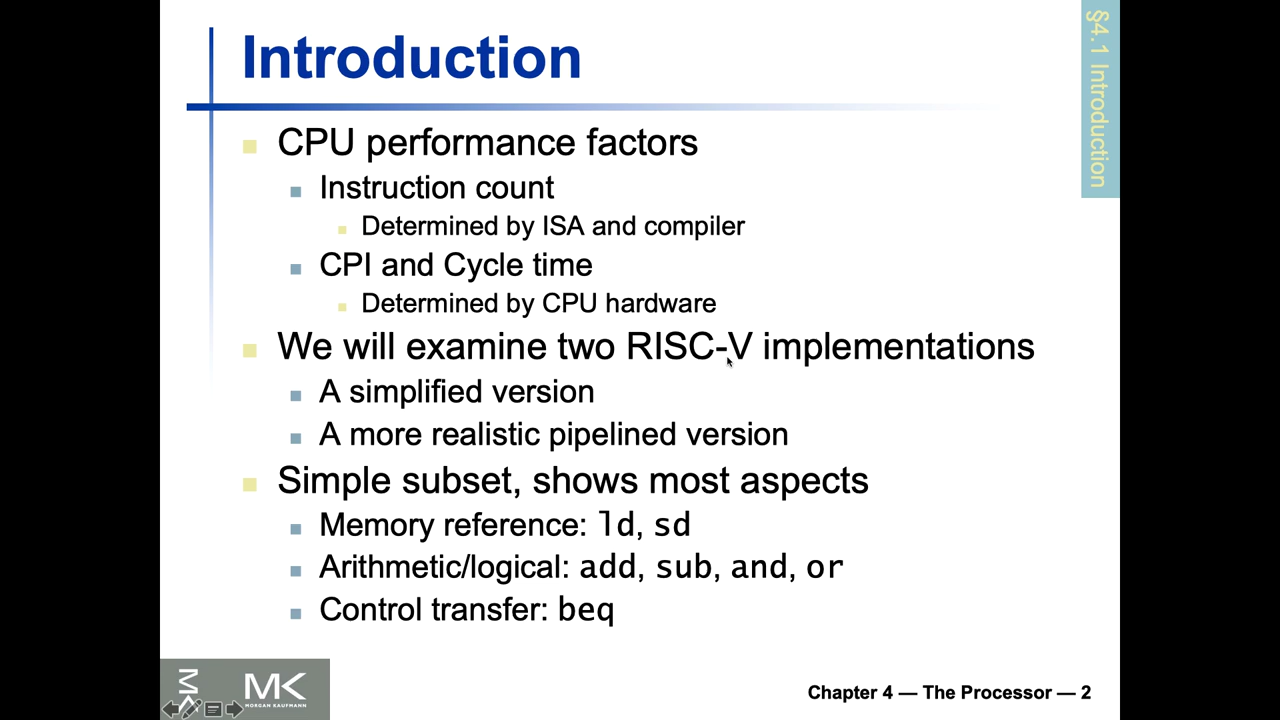 Introduction
§4.1 Introduction
CPU performance factors
Instruction count
Determined by ISA and compiler
CPI and Cycle time
Determined by CPU hardware
We will examine two RISC-V implementations
A simplified version
A more realistic pipelined version
Simple subset, shows most aspects
Memory reference: ld, sd
Arithmetic/logical: add, sub, and, or
Control transfer: beq
MK
MK
MORGAN KAUFMANN
Chapter 4 — The Processor — 2